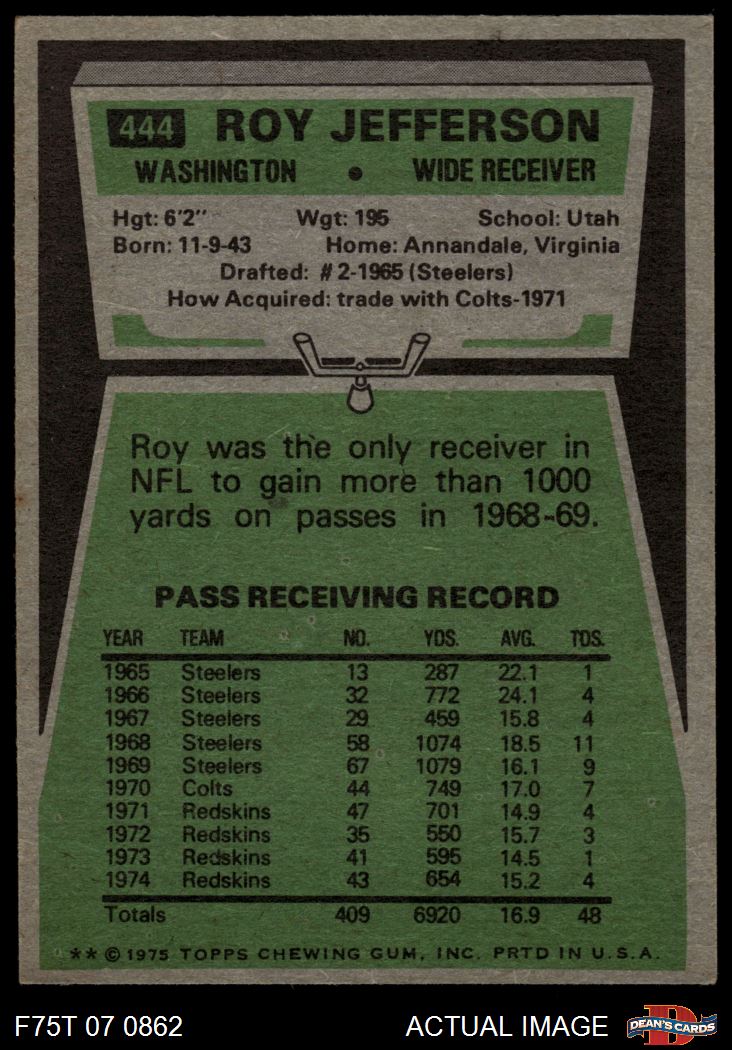 444 ROY JEFFERSON
WASHINGTON • WIDE RECEIVER
Hgt: 6'2" Wgt: 195 School: Utah
Born: 11-9-43 Home: Annandale, Virginia
Drafted: #2-1965 (Steelers)
How Acquired: trade with Colts-1971
Roy was the only receiver in
NFL to gain more than 1000
yards on passes in 1968-69.
PASS RECEIVING RECORD
YEAR TEAM NO. YDS. AVG. TDS.
1965 Steelers 13 287 22.1 1
1966 Steelers 32 772 24.1 4
1967 Steelers 29 459 15.8 4
1968 Steelers 58 1074 18.5 11
1969 Steelers 67 1079 16.1 9
1970 Colts 44 749 17.0 7
1971 Redskins 47 701 14.9 4
1972 Redskins 35 550 15.7 3
1973 Redskins 41 595 14.5 1
1974 Redskins 43 654 15.2 4
Totals 409 6920 16.9 48
** © 1975 TOPPS CHEWING GUM, INC. PRTD IN U.S.A.
F75T 07 0862 ACTUAL IMAGE D DEAN'S CARDS